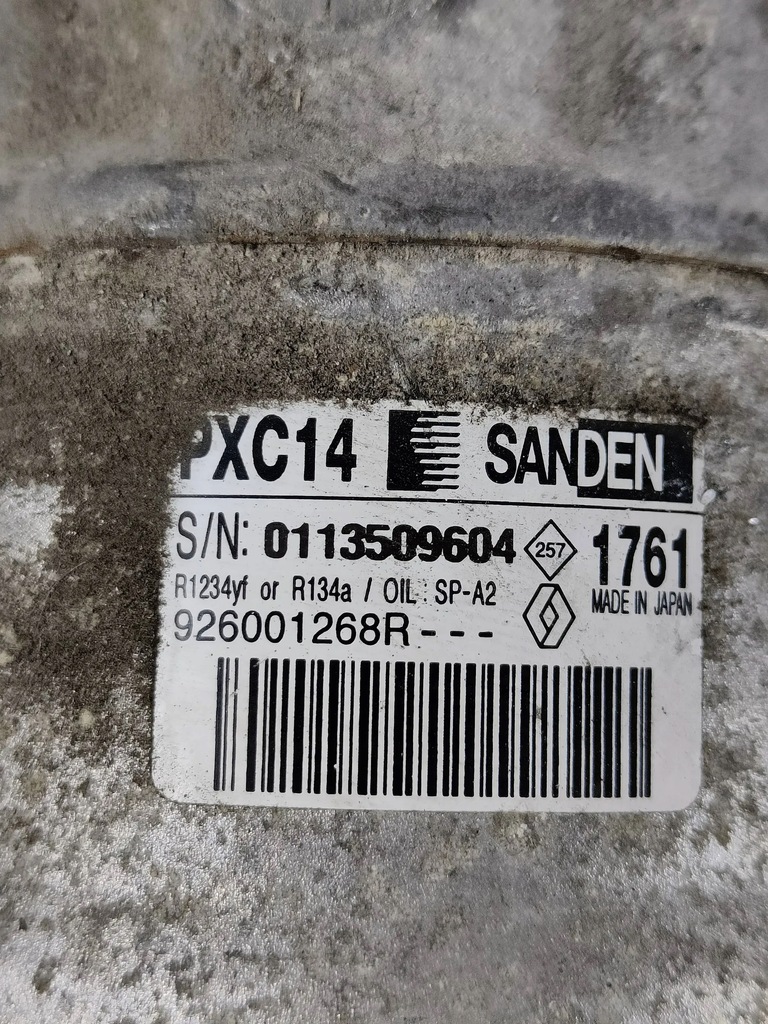 PXC14 SANDEN
S/N: 0113509604 257 1761
R1234yf or R134a / OIL : SP-A2 MADE IN JAPAN
926001268R---